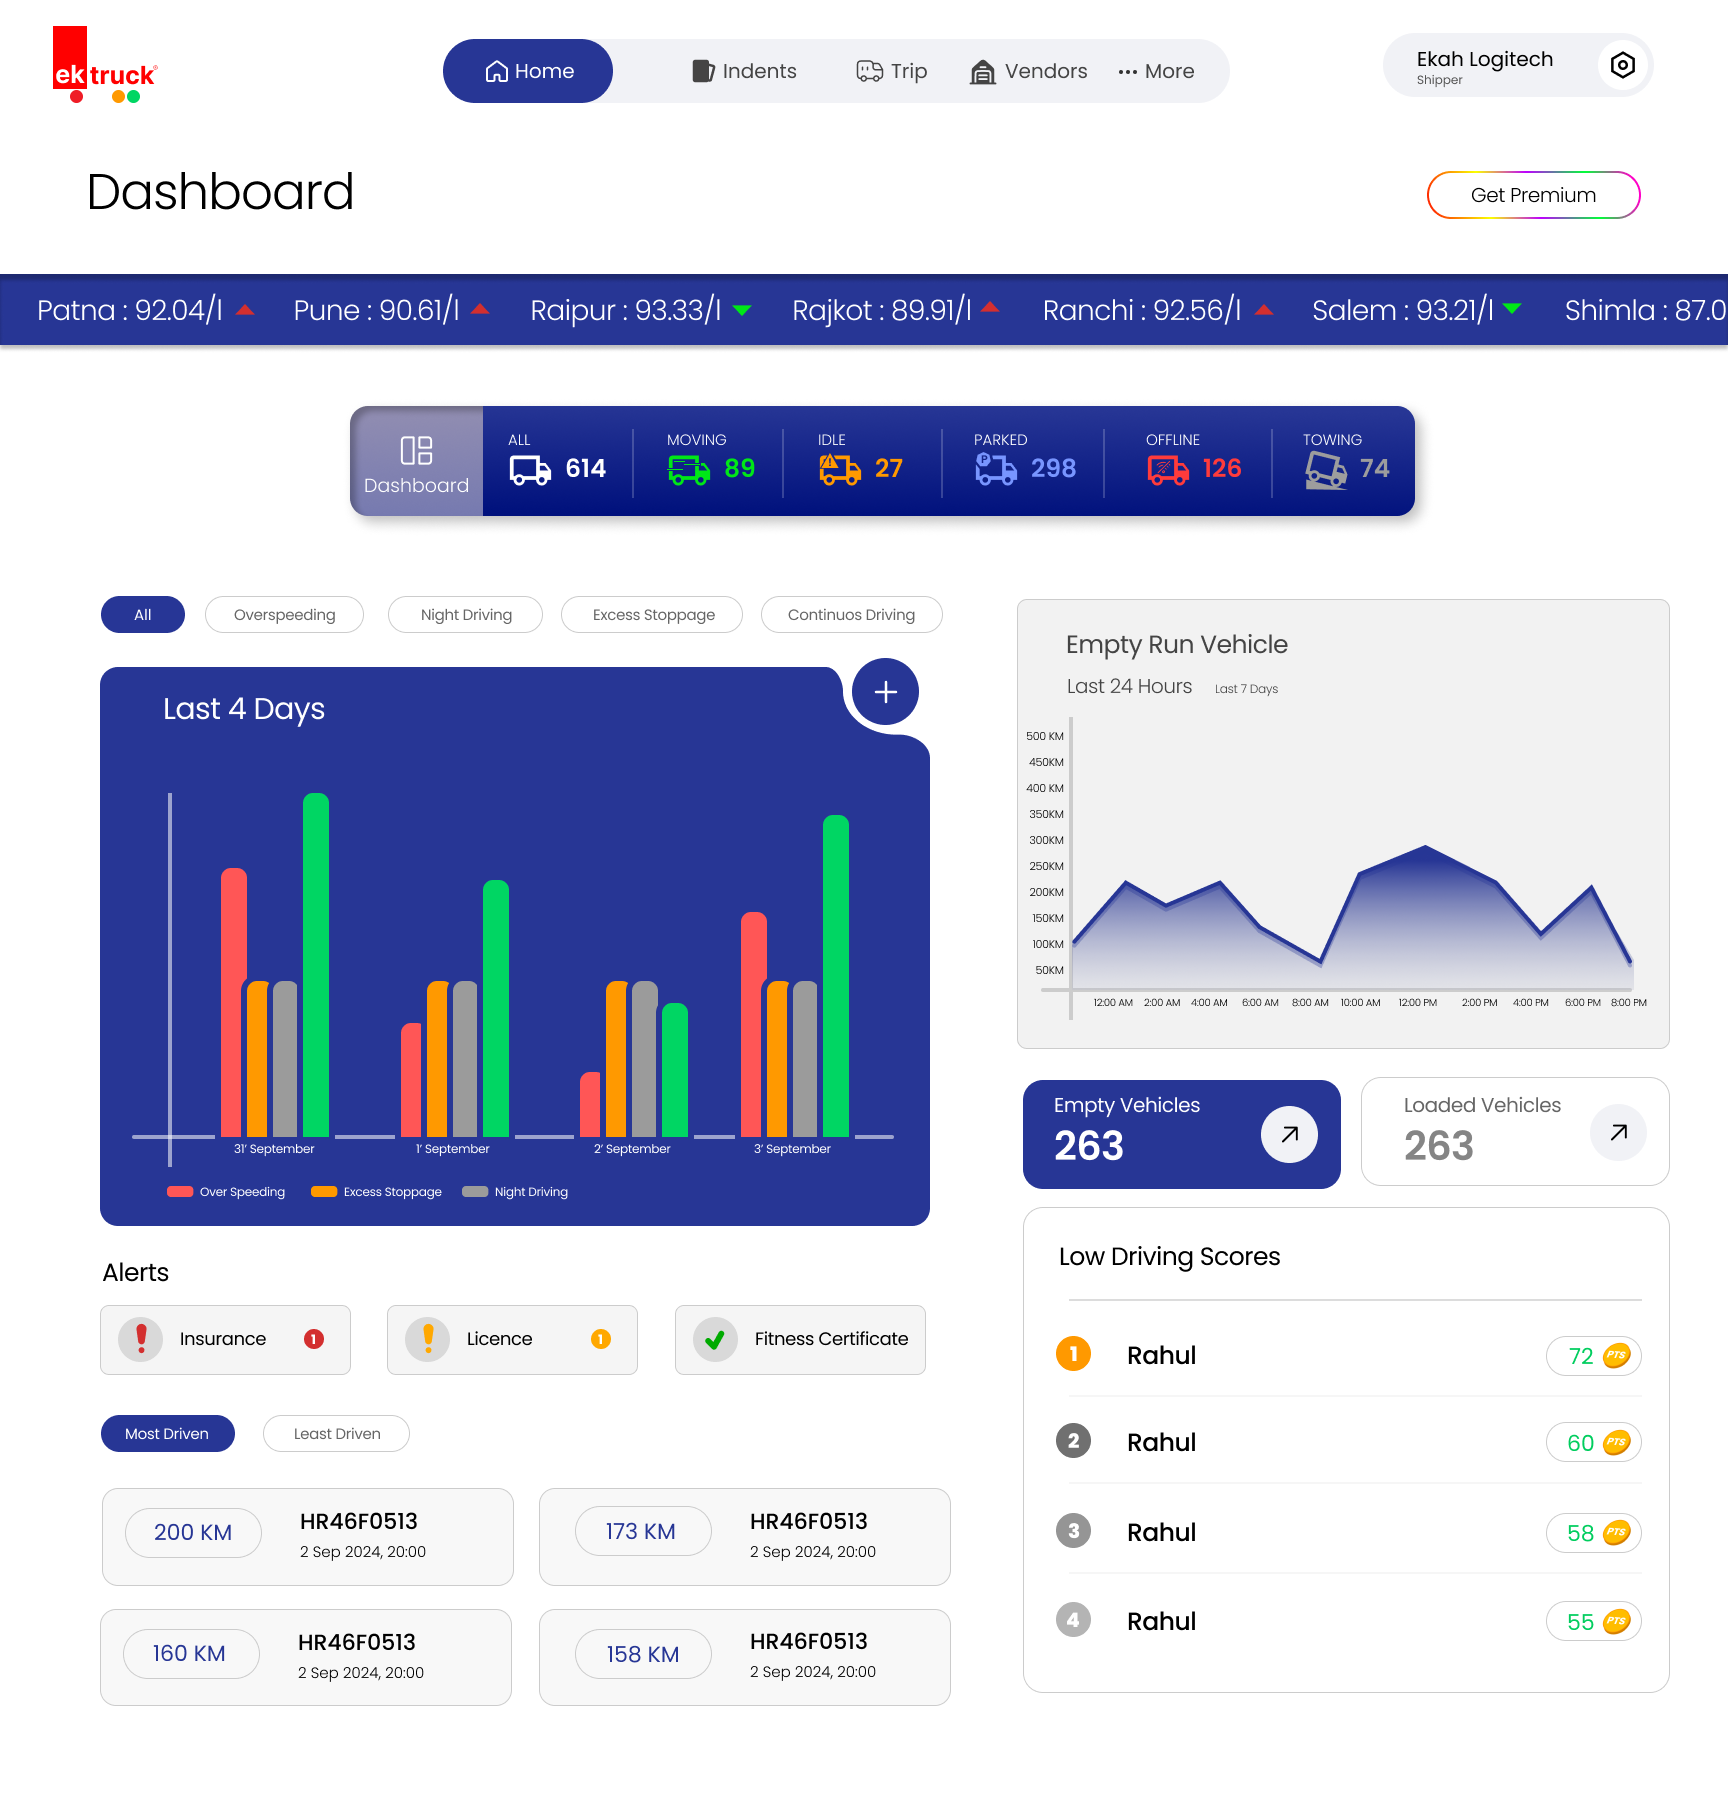 ek truck
Home
Indents
Trip
Vendors
More
Ekah Logitech
Shipper
Dashboard
Get Premium
Patna : 92.04/l
Pune : 90.61/l
Raipur : 93.33/l
Rajkot : 89.91/l
Ranchi : 92.56/l
Salem : 93.21/l
Shimla : 87.0
Dashboard
ALL
614
MOVING
89
IDLE
27
PARKED
P
298
OFFLINE
126
TOWING
74
All
Overspeeding
Night Driving
Excess Stoppage
Continuos Driving
Last 4 Days
31' September
1' September
2' September
3' September
Over Speeding
Excess Stoppage
Night Driving
Empty Run Vehicle
Last 24 Hours
Last 7 Days
500 KM
450KM
400 KM
350KM
300KM
250KM
200KM
150KM
100KM
50KM
12:00 AM
2:00 AM
4:00 AM
6:00 AM
8:00 AM
10:00 AM
12:00 PM
2:00 PM
4:00 PM
6:00 PM
8:00 PM
Empty Vehicles
263
Loaded Vehicles
263
Alerts
Insurance
1
Licence
1
Fitness Certificate
Most Driven
Least Driven
200 KM
HR46F0513
2 Sep 2024, 20:00
173 KM
HR46F0513
2 Sep 2024, 20:00
160 KM
HR46F0513
2 Sep 2024, 20:00
158 KM
HR46F0513
2 Sep 2024, 20:00
Low Driving Scores
1
Rahul
72
PTS
2
Rahul
60
PTS
3
Rahul
58
PTS
4
Rahul
55
PTS